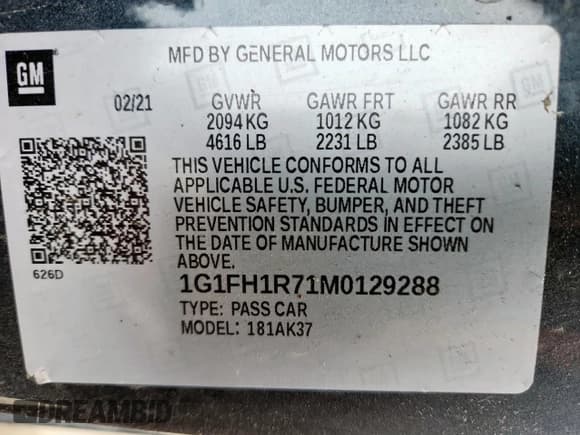 GM
MFD BY GENERAL MOTORS LLC
02/21 GVWR GAWR FRT GAWR RR
2094 KG 1012 KG 1082 KG
4616 LB 2231 LB 2385 LB
THIS VEHICLE CONFORMS TO ALL
APPLICABLE U.S. FEDERAL MOTOR
VEHICLE SAFETY, BUMPER, AND THEFT
PREVENTION STANDARDS IN EFFECT ON
THE DATE OF MANUFACTURE SHOWN
ABOVE.
626D
1G1FH1R71M0129288
TYPE: PASS CAR
MODEL: 181AK37
DREAMBID